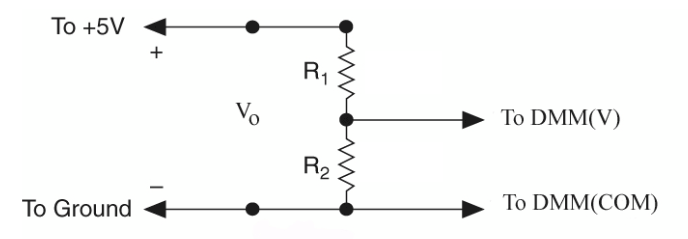 To +5V
+
R1
Vo
To DMM(V)
R2
–
To Ground
To DMM(COM)